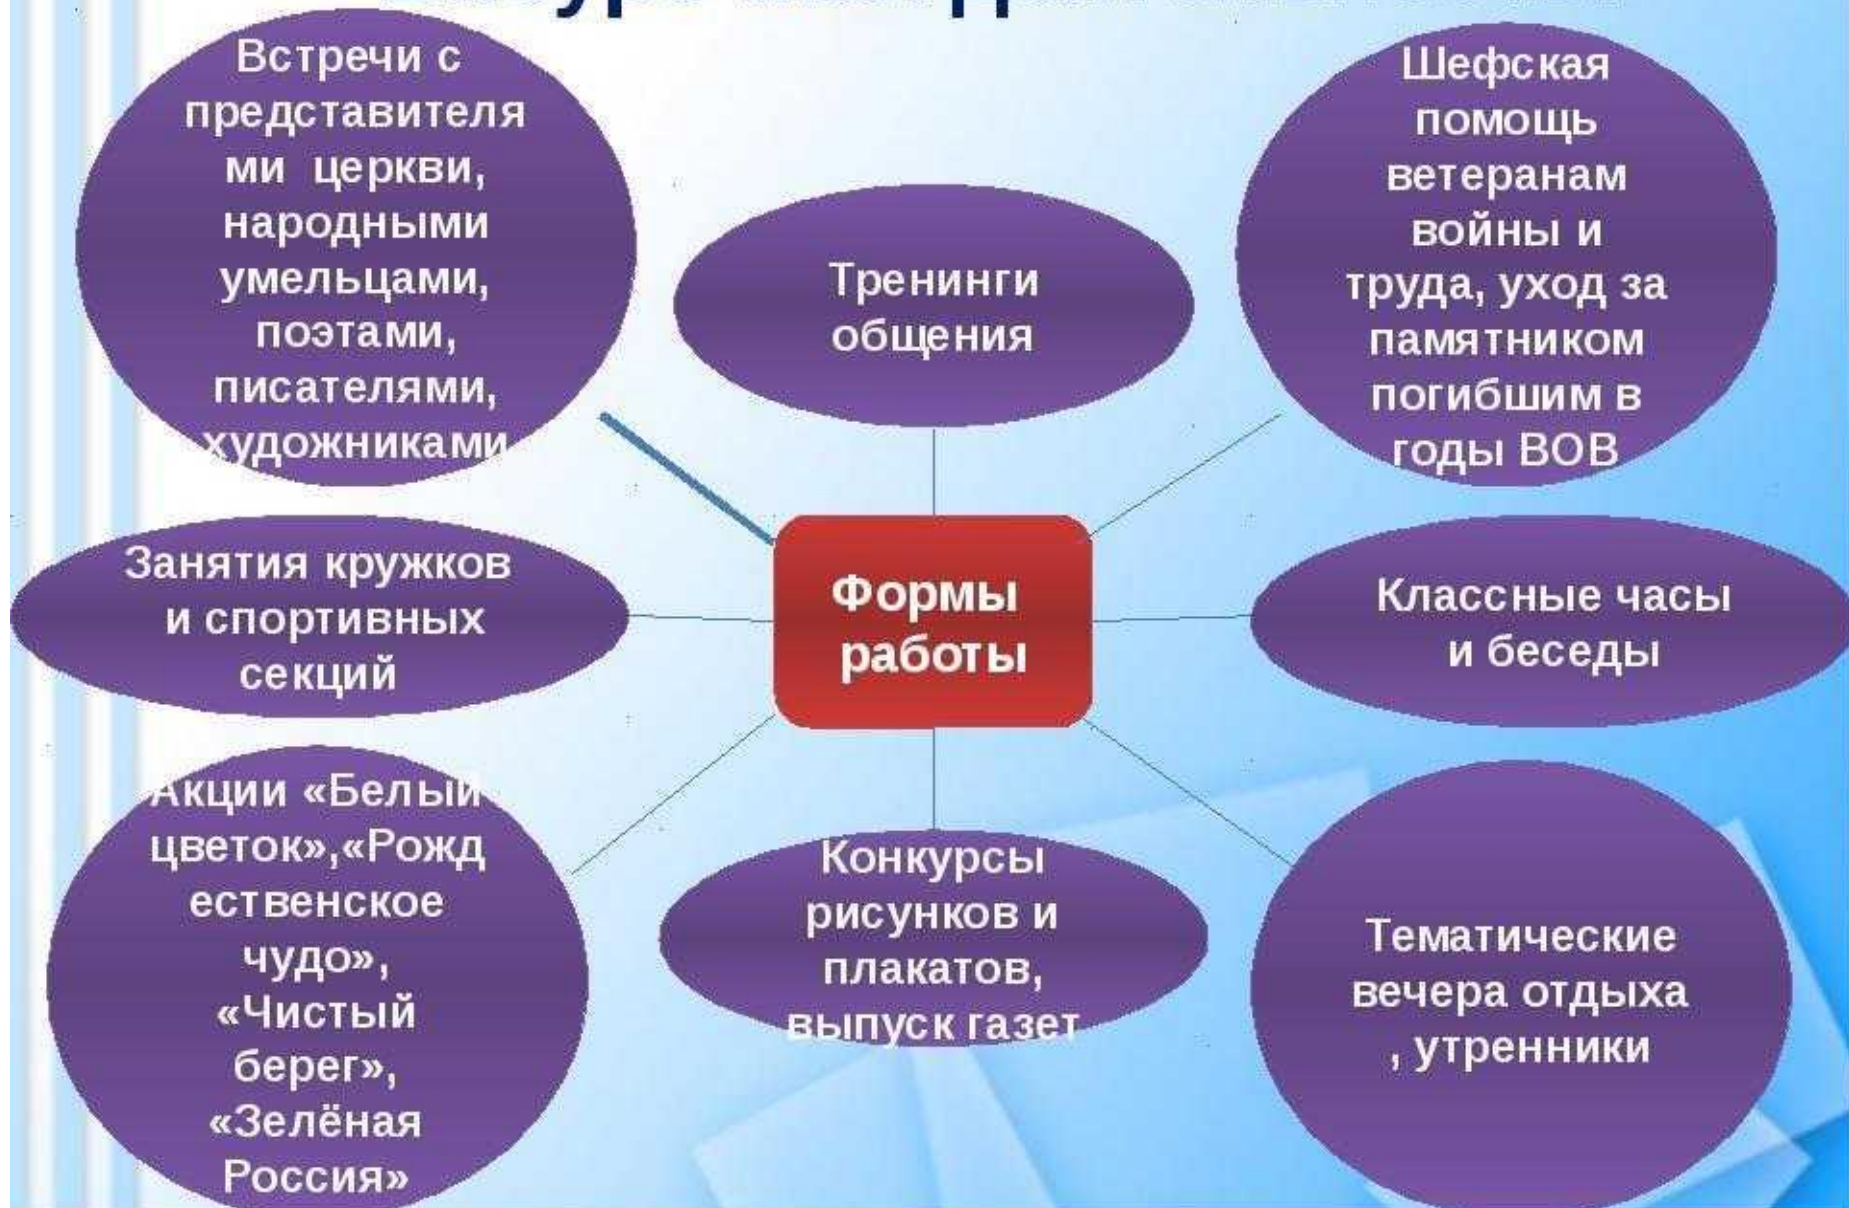 Встречи с
представителя
ми церкви,
народными
умельцами,
поэтами,
писателями,
художниками
Тренинги
общения
Шефская
помощь
ветеранам
войны и
труда, уход за
памятником
погибшим в
годы ВОВ
Занятия кружков
и спортивных
секций
Формы
работы
Классные часы
и беседы
Акции «Белый
цветок»,«Рожд
ественское
чудо»,
«Чистый
берег»,
«Зелёная
Россия»
Конкурсы
рисунков и
плакатов,
выпуск газет
Тематические
вечера отдыха
, утренники